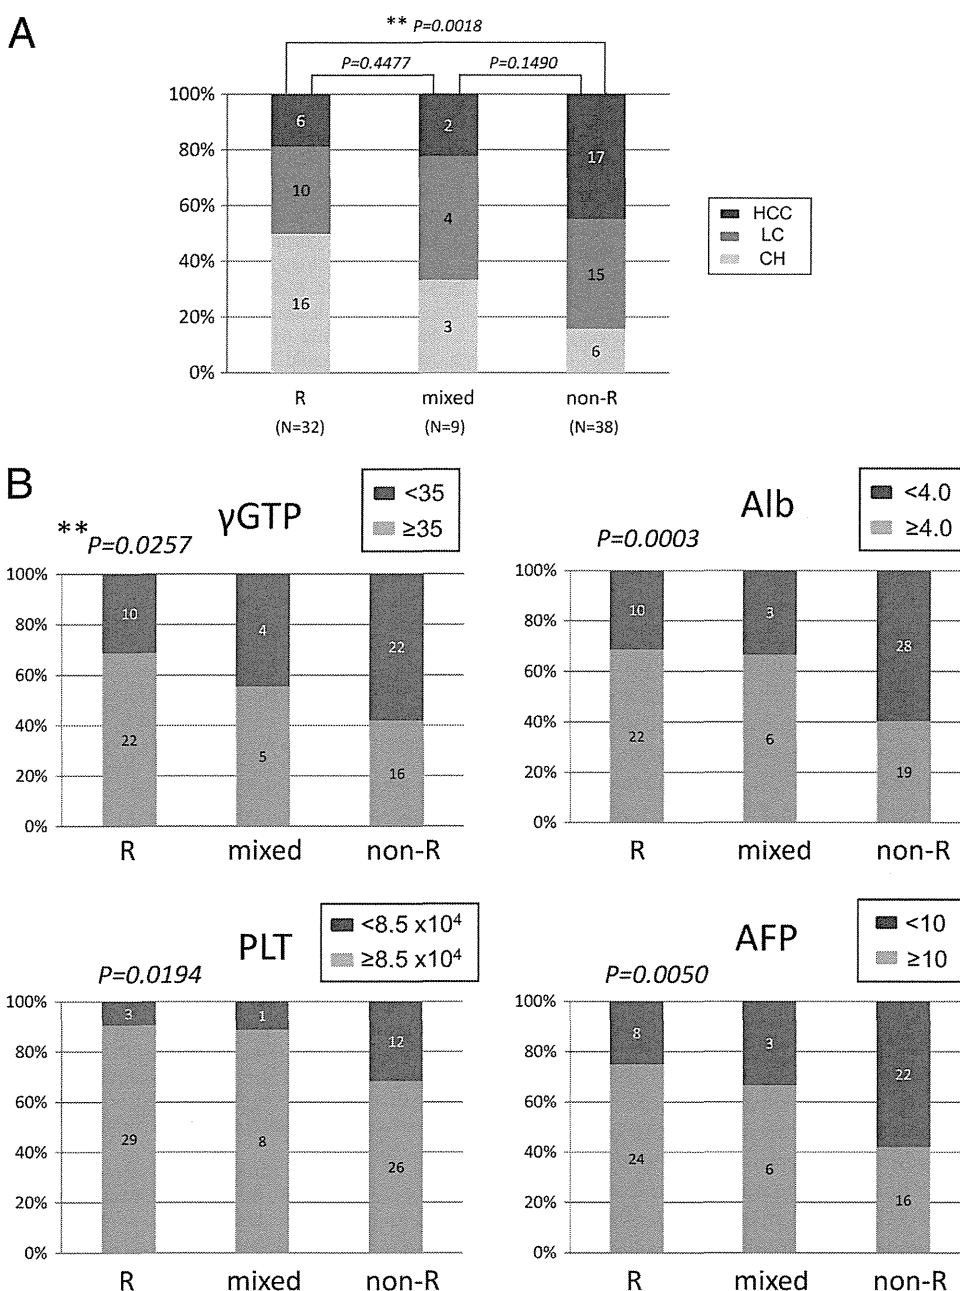 A
** P=0.0018
P=0.4477
P=0.1490
100%
80%
60%
40%
20%
0%
6
10
16
2
4
3
17
15
6
R
mixed
non-R
(N=32)
(N=9)
(N=38)
HCC
LC
CH
B
γGTP
<35
≥35
**P=0.0257
100%
80%
60%
40%
20%
0%
10
22
4
5
22
16
R
mixed
non-R
Alb
<4.0
≥4.0
P=0.0003
100%
80%
60%
40%
20%
0%
10
22
3
6
28
19
R
mixed
non-R
PLT
<8.5 x10⁴
≥8.5 x10⁴
P=0.0194
100%
80%
60%
40%
20%
0%
3
29
1
8
12
26
R
mixed
non-R
AFP
<10
≥10
P=0.0050
100%
80%
60%
40%
20%
0%
8
24
3
6
22
16
R
mixed
non-R